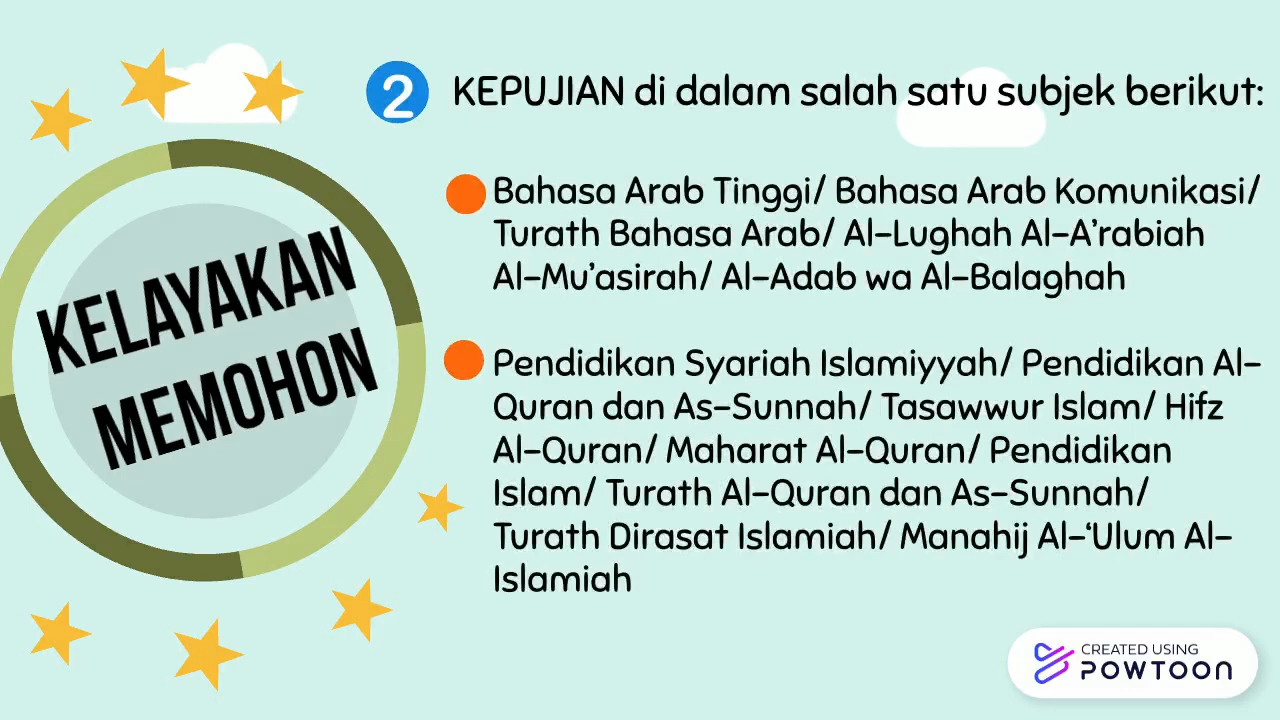 KELAYAKAN
MEMOHON
2 KEPUJIAN di dalam salah satu subjek berikut:
Bahasa Arab Tinggi/ Bahasa Arab Komunikasi/
Turath Bahasa Arab/ Al-Lughah Al-A’rabiah
Al-Mu’asirah/ Al-Adab wa Al-Balaghah
Pendidikan Syariah Islamiyyah/ Pendidikan Al-
Quran dan As-Sunnah/ Tasawwur Islam/ Hifz
Al-Quran/ Maharat Al-Quran/ Pendidikan
Islam/ Turath Al-Quran dan As-Sunnah/
Turath Dirasat Islamiah/ Manahij Al-‘Ulum Al-
Islamiah
CREATED USING
POWTOON